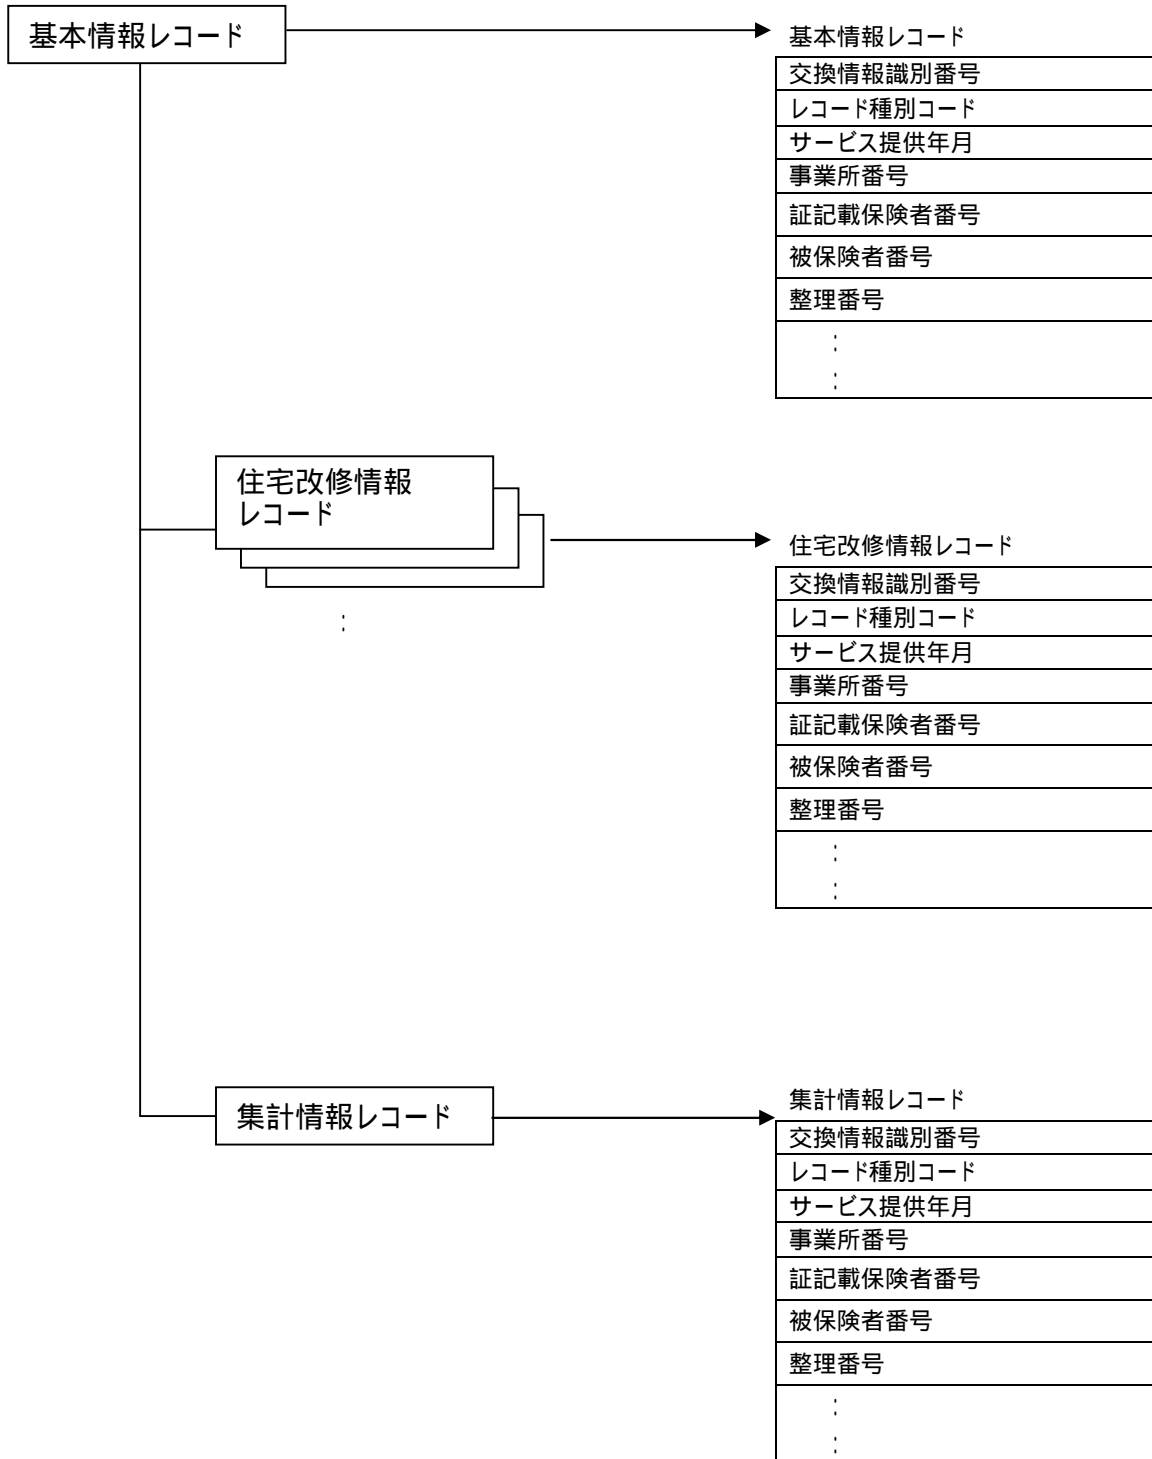 基本情報レコード
基本情報レコード
交換情報識別番号
レコード種別コード
サービス提供年月
事業所番号
証記載保険者番号
被保険者番号
整理番号
:
:
住宅改修情報
レコード
:
住宅改修情報レコード
交換情報識別番号
レコード種別コード
サービス提供年月
事業所番号
証記載保険者番号
被保険者番号
整理番号
:
:
集計情報レコード
集計情報レコード
交換情報識別番号
レコード種別コード
サービス提供年月
事業所番号
証記載保険者番号
被保険者番号
整理番号
:
: